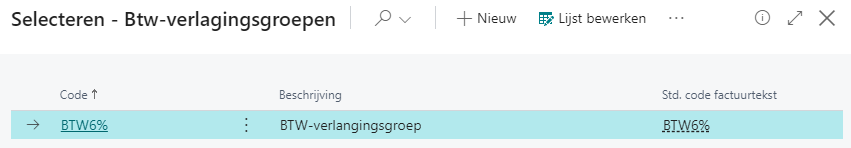 Selecteren - Btw-verlagingsgroepen
Nieuw
Lijst bewerken
Code ↑
Beschrijving
Std. code factuurtekst
BTW6%
BTW-verlangingsgroep
BTW6%